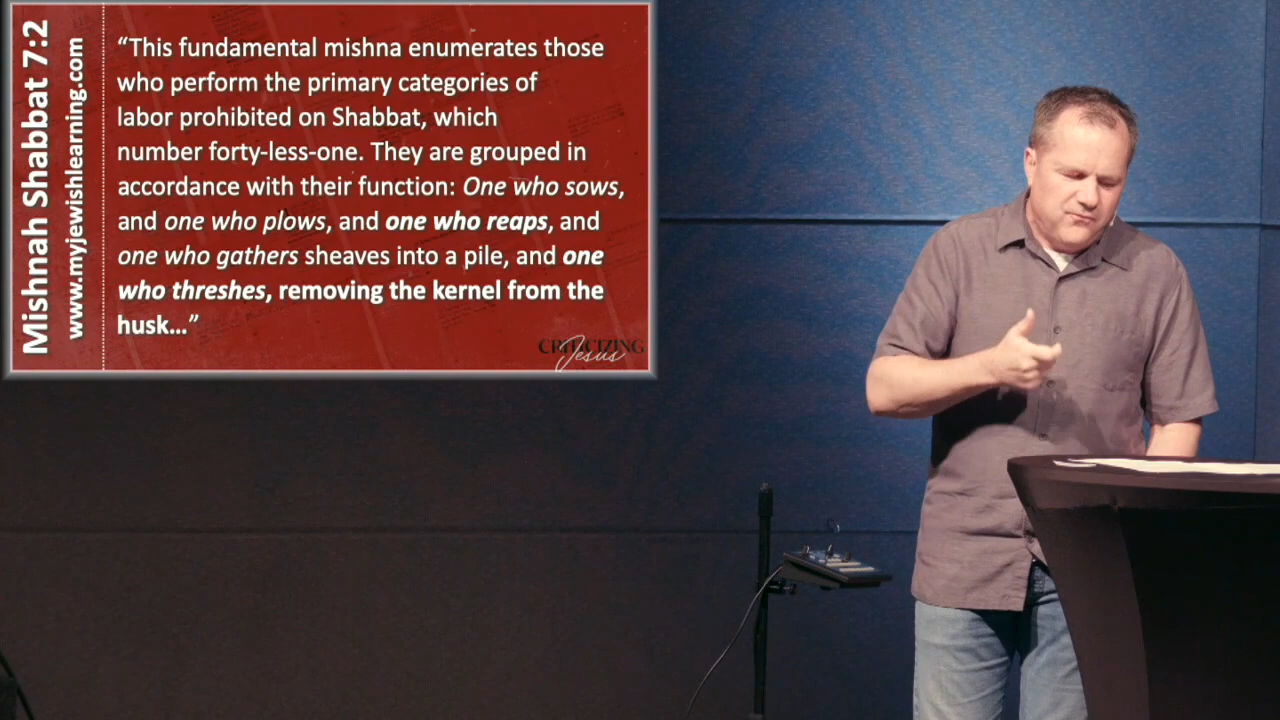 Mishnah Shabbat 7:2
www.myjewishlearning.com
“This fundamental mishna enumerates those
who perform the primary categories of
labor prohibited on Shabbat, which
number forty-less-one. They are grouped in
accordance with their function: One who sows,
and one who plows, and one who reaps, and
one who gathers sheaves into a pile, and one
who threshes, removing the kernel from the
husk…”
CRITICIZING
Jesus